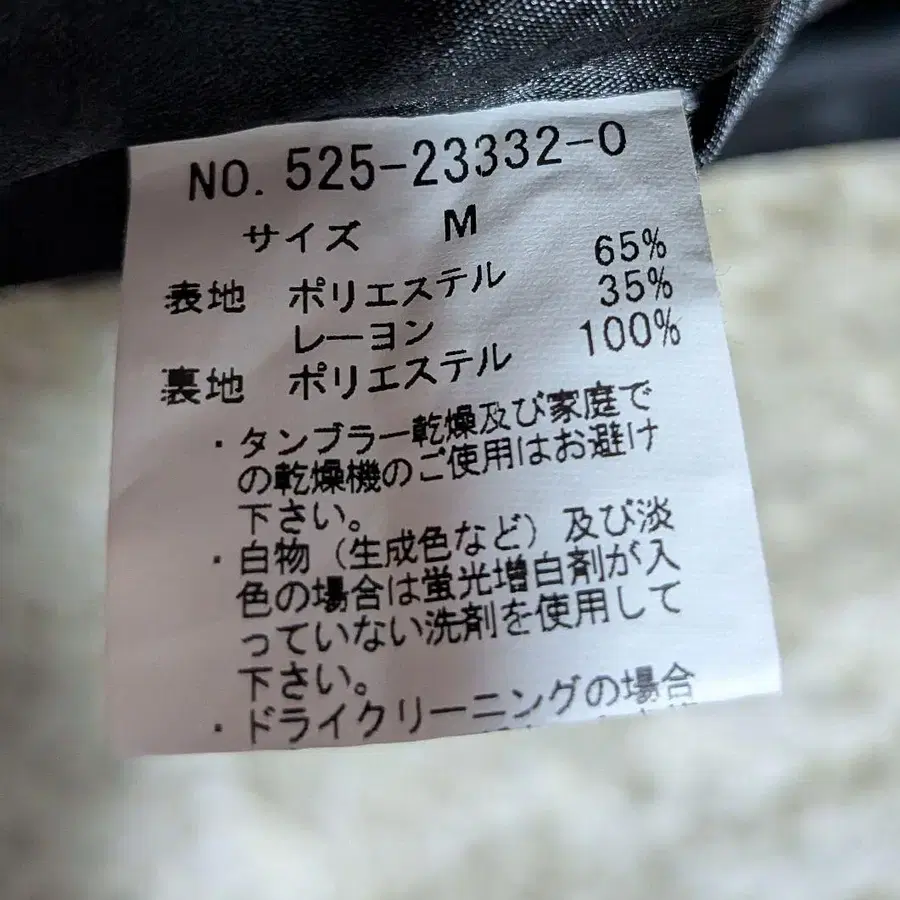 NO. 525-23332-0
サイズ M
表地 ポリエステル 65%
レーヨン 35%
裏地 ポリエステル 100%
・タンブラー乾燥及び家庭で
の乾燥機のご使用はお避け
下さい。
・白物（生成色など）及び淡
色の場合は蛍光増白剤が入
っていない洗剤を使用して
下さい。
・ドライクリーニングの場合